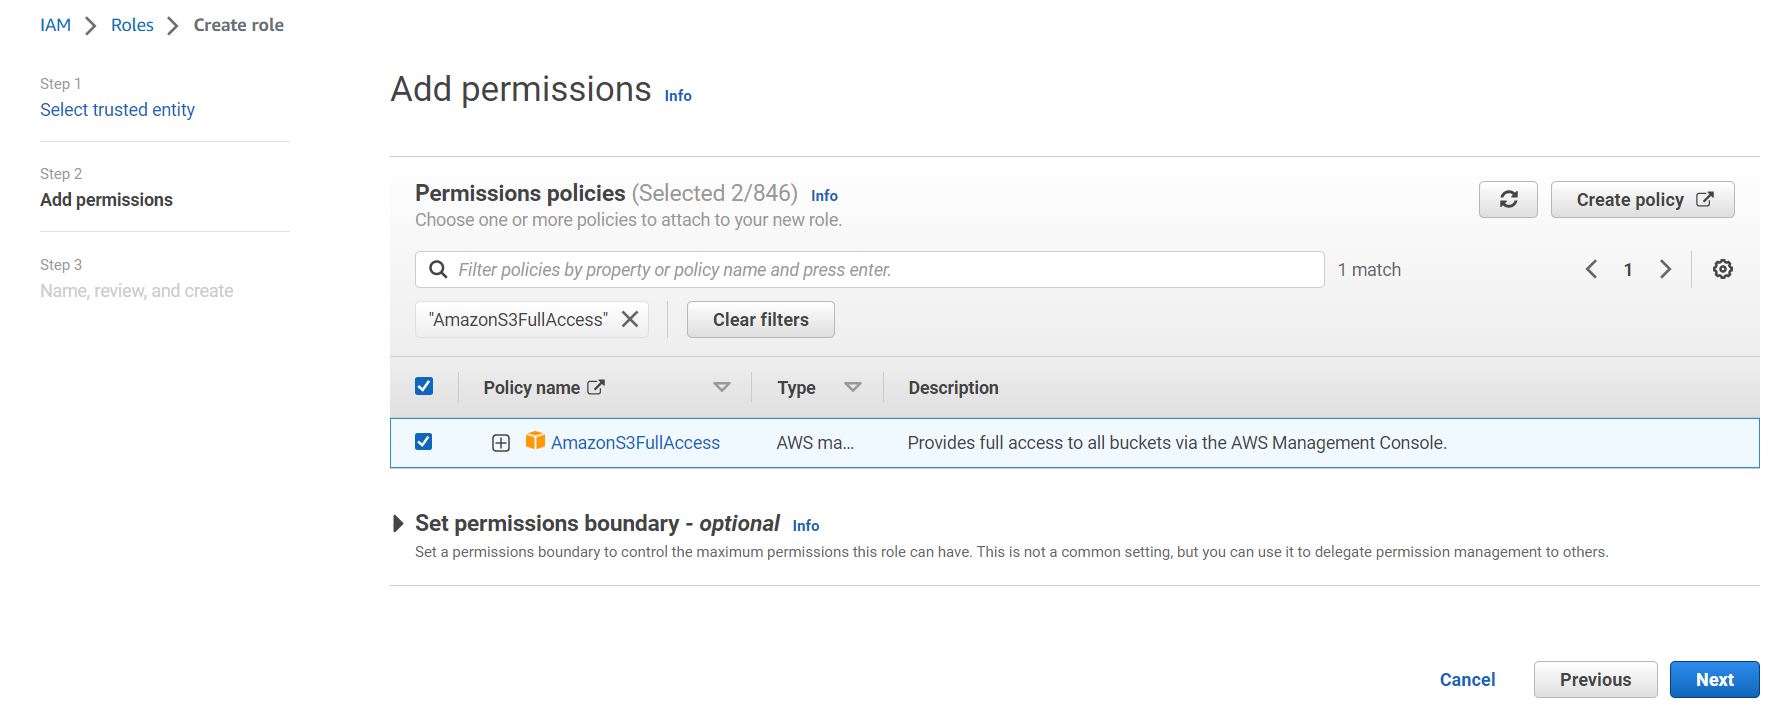 IAM > Roles > Create role
Step 1
Select trusted entity
Step 2
Add permissions
Step 3
Name, review, and create
Add permissions Info
Permissions policies (Selected 2/846) Info
Choose one or more policies to attach to your new role.
Create policy
Filter policies by property or policy name and press enter.
1 match
1
"AmazonS3FullAccess"
Clear filters
Policy name Type Description
AmazonS3FullAccess AWS ma... Provides full access to all buckets via the AWS Management Console.
Set permissions boundary - optional Info
Set a permissions boundary to control the maximum permissions this role can have. This is not a common setting, but you can use it to delegate permission management to others.
Cancel Previous Next